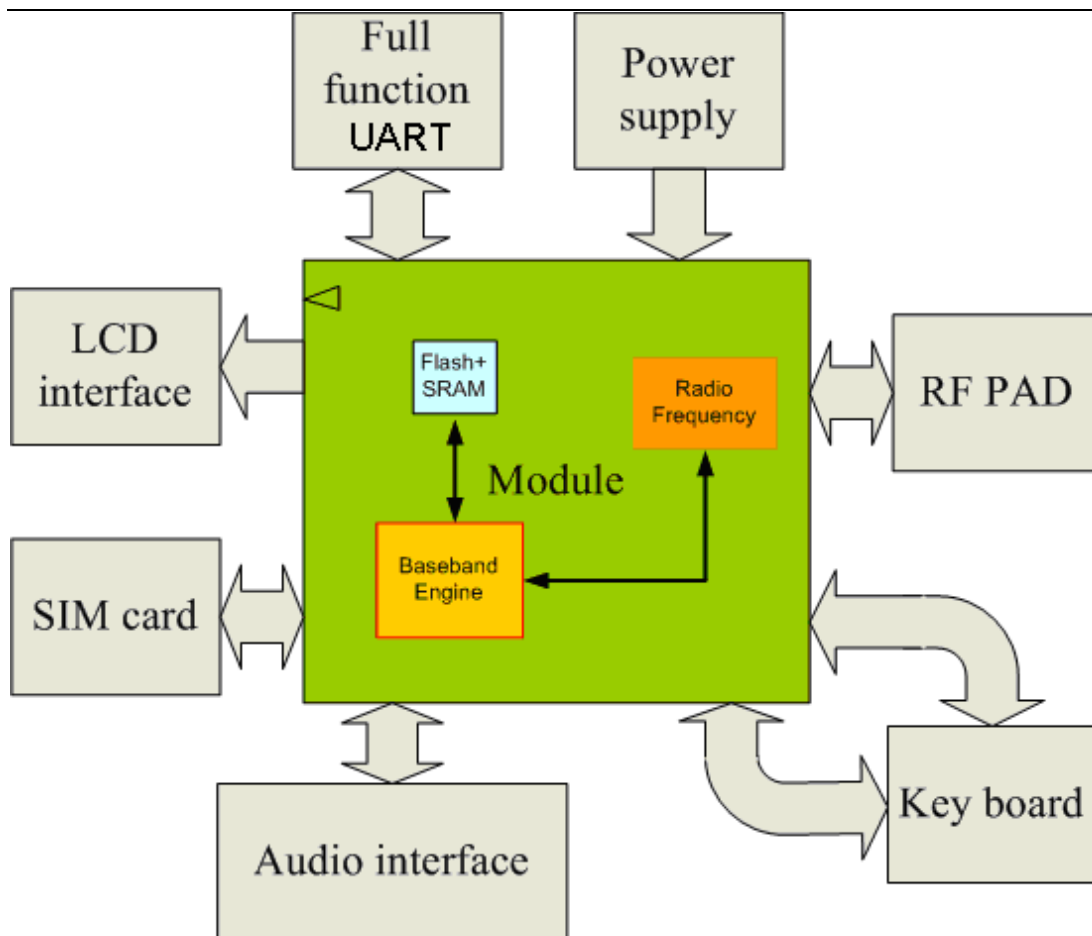 Full
function
UART
Power
supply
LCD
interface
Flash+
SRAM
Radio
Frequency
RF PAD
Module
Baseband
Engine
SIM card
Key board
Audio interface